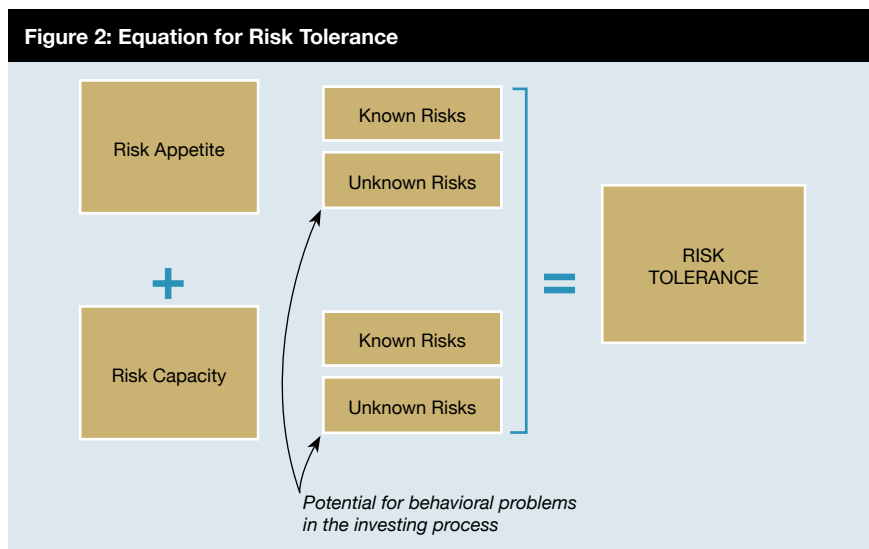 Figure 2: Equation for Risk Tolerance
Risk Appetite
+
Risk Capacity
Known Risks
Unknown Risks
Known Risks
Unknown Risks
=
RISK
TOLERANCE
Potential for behavioral problems
in the investing process